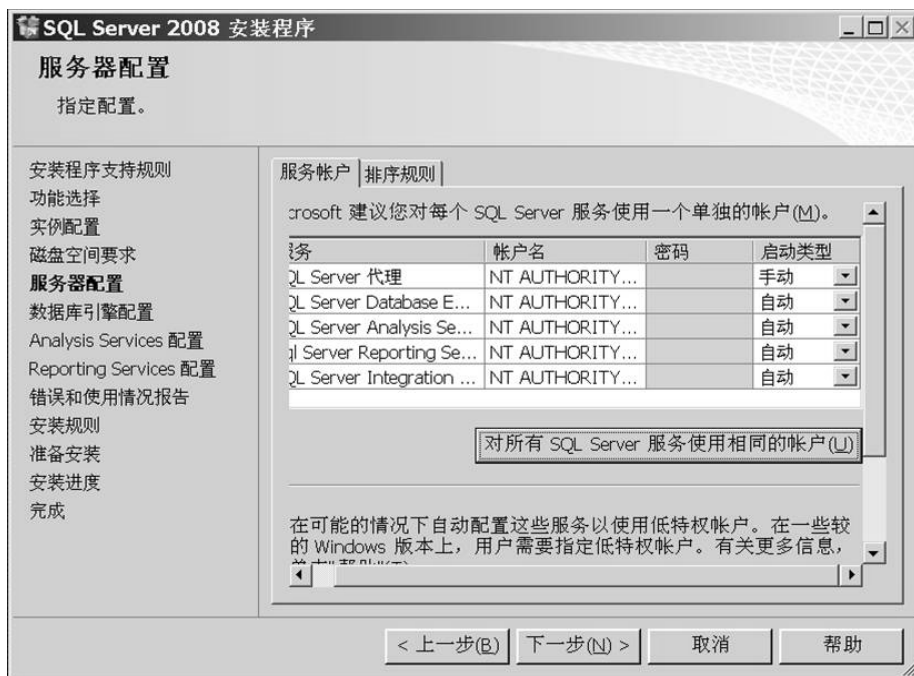 SQL Server 2008 安装程序
服务器配置
指定配置。
安装程序支持规则
功能选择
实例配置
磁盘空间要求
服务器配置
数据库引擎配置
Analysis Services 配置
Reporting Services 配置
错误和使用情况报告
安装规则
准备安装
安装进度
完成
服务帐户 排序规则
crosoft 建议您对每个 SQL Server 服务使用一个单独的帐户(M)。
务 帐户名 密码 启动类型
QL Server 代理 NT AUTHORITY... 手动
QL Server Database E... NT AUTHORITY... 自动
QL Server Analysis Se... NT AUTHORITY... 自动
ql Server Reporting Se... NT AUTHORITY... 自动
QL Server Integration ... NT AUTHORITY... 自动
对所有 SQL Server 服务使用相同的帐户(U)
在可能的情况下自动配置这些服务以使用低特权帐户。在一些较
的 Windows 版本上，用户需要指定低特权帐户。有关更多信息，
< 上一步(B) 下一步(N) > 取消 帮助